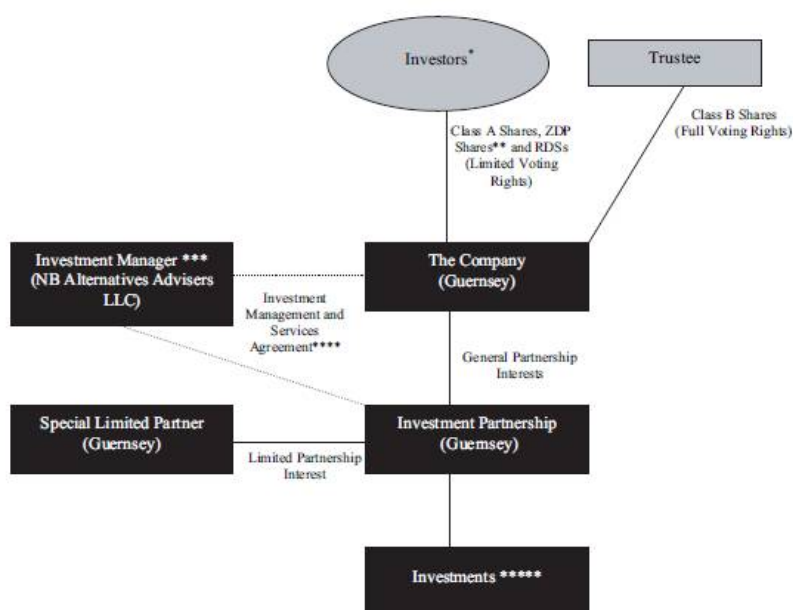 Investors*
Trustee
Class A Shares, ZDP
Shares** and RDSs
(Limited Voting
Rights)
Class B Shares
(Full Voting Rights)
Investment Manager ***
(NB Alternatives Advisers
LLC)
The Company
(Guernsey)
Investment
Management and
Services
Agreement****
General Partnership
Interests
Special Limited Partner
(Guernsey)
Limited Partnership
Interest
Investment Partnership
(Guernsey)
Investments *****